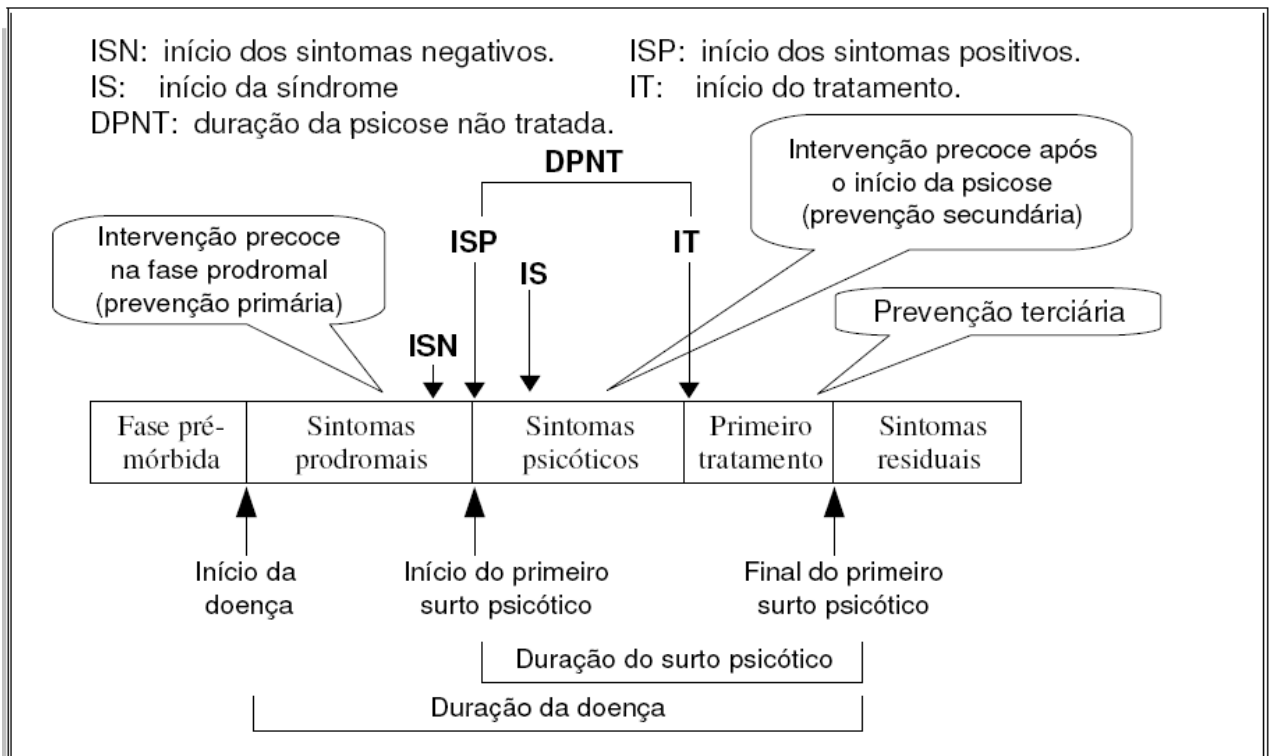 ISN: início dos sintomas negativos.
ISP: início dos sintomas positivos.
IS: início da síndrome
IT: início do tratamento.
DPNT: duração da psicose não tratada.
DPNT
Intervenção precoce após
o início da psicose
(prevenção secundária)
Intervenção precoce
na fase prodromal
(prevenção primária)
ISP
IT
IS
Prevenção terciária
ISN
Fase pré-
mórbida
Sintomas
prodromais
Sintomas
psicóticos
Primeiro
tratamento
Sintomas
residuais
Início da
doença
Início do primeiro
surto psicótico
Final do primeiro
surto psicótico
Duração do surto psicótico
Duração da doença